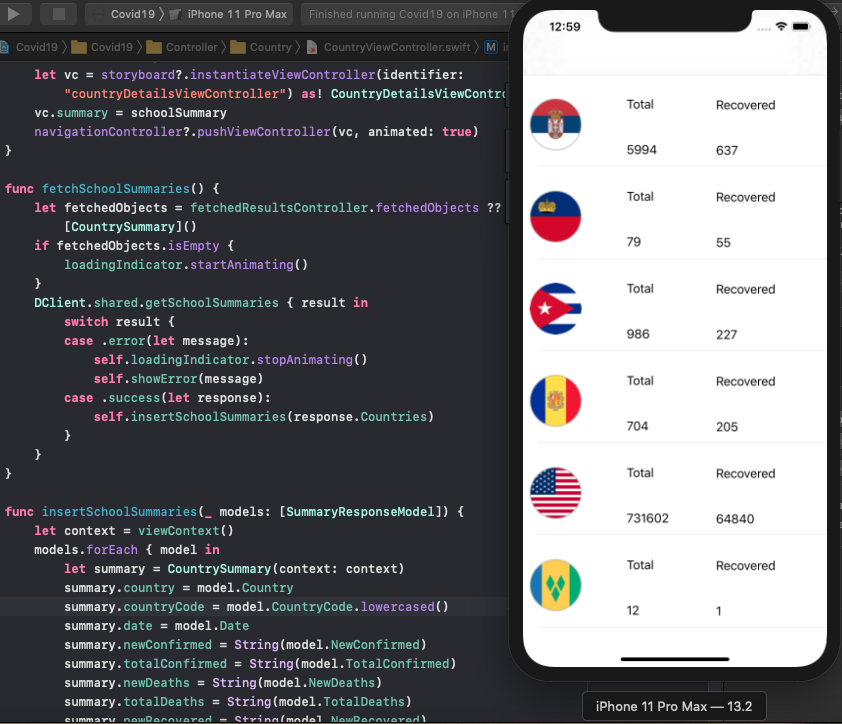 Covid19 〉 iPhone 11 Pro Max
Finished running Covid19 on iPhone 11
Covid19 〉 Covid19 〉 Controller 〉 Country 〉 CountryViewController.swift 〉 M
let vc = storyboard?.instantiateViewController(identifier:
"countryDetailsViewController") as! CountryDetailsViewContro
vc.summary = schoolSummary
navigationController?.pushViewController(vc, animated: true)
}
func fetchSchoolSummaries() {
let fetchedObjects = fetchedResultsController.fetchedObjects ??
[CountrySummary]()
if fetchedObjects.isEmpty {
loadingIndicator.startAnimating()
}
DClient.shared.getSchoolSummaries { result in
switch result {
case .error(let message):
self.loadingIndicator.stopAnimating()
self.showError(message)
case .success(let response):
self.insertSchoolSummaries(response.Countries)
}
}
}
func insertSchoolSummaries(_ models: [SummaryResponseModel]) {
let context = viewContext()
models.forEach { model in
let summary = CountrySummary(context: context)
summary.country = model.Country
summary.countryCode = model.CountryCode.lowercased()
summary.date = model.Date
summary.newConfirmed = String(model.NewConfirmed)
summary.totalConfirmed = String(model.TotalConfirmed)
summary.newDeaths = String(model.NewDeaths)
summary.totalDeaths = String(model.TotalDeaths)
summary.newRecovered = String(model.NewRecovered)
12:59
Total Recovered
5994 637
Total Recovered
79 55
Total Recovered
986 227
Total Recovered
704 205
Total Recovered
731602 64840
Total Recovered
12 1
iPhone 11 Pro Max — 13.2